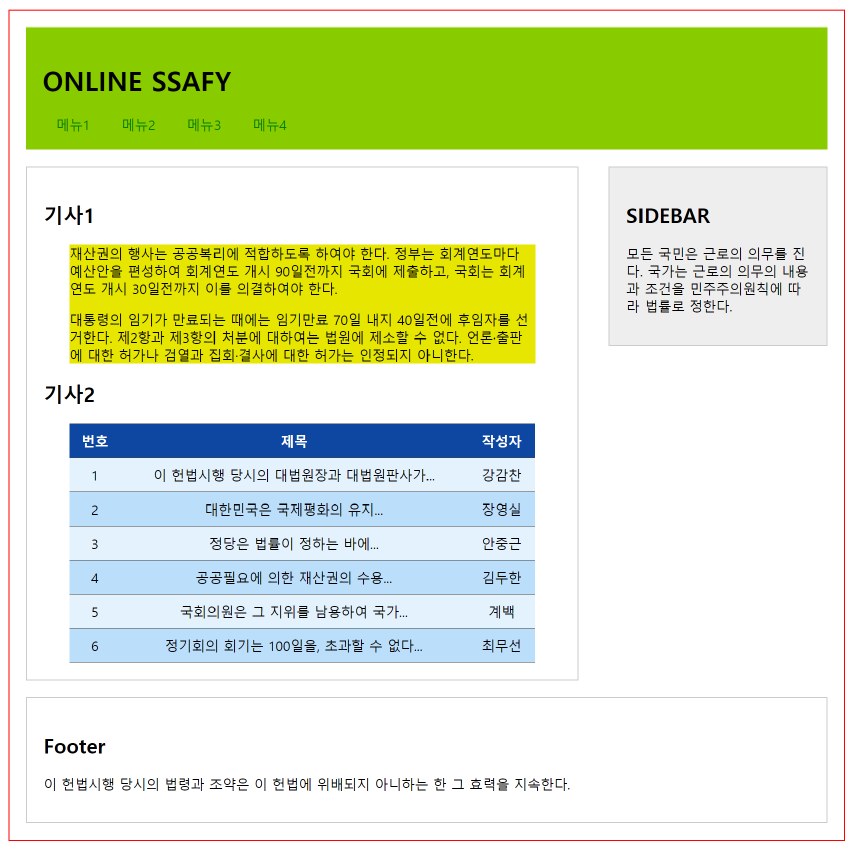 ONLINE SSAFY
메뉴1 메뉴2 메뉴3 메뉴4
기사1
재산권의 행사는 공공복리에 적합하도록 하여야 한다. 정부는 회계연도마다
예산안을 편성하여 회계연도 개시 90일전까지 국회에 제출하고, 국회는 회계
연도 개시 30일전까지 이를 의결하여야 한다.
대통령의 임기가 만료되는 때에는 임기만료 70일 내지 40일전에 후임자를 선
거한다. 제2항과 제3항의 처분에 대하여는 법원에 제소할 수 없다. 언론·출판
에 대한 허가나 검열과 집회·결사에 대한 허가는 인정되지 아니한다.
기사2
번호 제목 작성자
1 이 헌법시행 당시의 대법원장과 대법원판사가... 강감찬
2 대한민국은 국제평화의 유지... 장영실
3 정당은 법률이 정하는 바에... 안중근
4 공공필요에 의한 재산권의 수용... 김두한
5 국회의원은 그 지위를 남용하여 국가... 계백
6 정기회의 회기는 100일을, 초과할 수 없다... 최무선
SIDEBAR
모든 국민은 근로의 의무를 진
다. 국가는 근로의 의무의 내용
과 조건을 민주주의원칙에 따
라 법률로 정한다.
Footer
이 헌법시행 당시의 법령과 조약은 이 헌법에 위배되지 아니하는 한 그 효력을 지속한다.